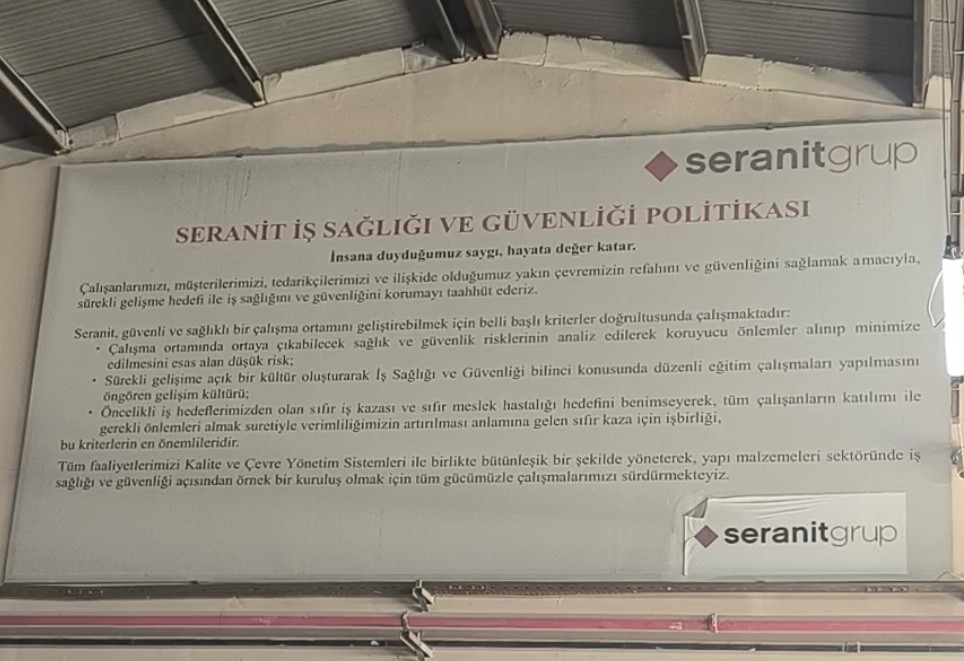 seranitgrup
SERANİT İŞ SAĞLIĞI VE GÜVENLİĞİ POLİTİKASI
İnsana duyduğumuz saygı, hayata değer katar.
Çalışanlarımızı, müşterilerimizi, tedarikçilerimizi ve ilişkide olduğumuz yakın çevremizin refahını ve güvenliğini sağlamak amacıyla,
sürekli gelişme hedefi ile iş sağlığını ve güvenliğini korumayı taahhüt ederiz.
Seranit, güvenli ve sağlıklı bir çalışma ortamını geliştirebilmek için belli başlı kriterler doğrultusunda çalışmaktadır:
• Çalışma ortamında ortaya çıkabilecek sağlık ve güvenlik risklerinin analiz edilerek koruyucu önlemler alınıp minimize
edilmesini esas alan düşük risk;
• Sürekli gelişime açık bir kültür oluşturarak İş Sağlığı ve Güvenliği bilinci konusunda düzenli eğitim çalışmaları yapılmasını
öngören gelişim kültürü;
• Öncelikli iş hedeflerimizden olan sıfır iş kazası ve sıfır meslek hastalığı hedefini benimseyerek, tüm çalışanların katılımı ile
gerekli önlemleri almak suretiyle verimliliğimizin artırılması anlamına gelen sıfır kaza için işbirliği,
bu kriterlerin en önemlileridir.
Tüm faaliyetlerimizi Kalite ve Çevre Yönetim Sistemleri ile birlikte bütünleşik bir şekilde yöneterek, yapı malzemeleri sektöründe iş
sağlığı ve güvenliği açısından örnek bir kuruluş olmak için tüm gücümüzle çalışmalarımızı sürdürmekteyiz.
seranitgrup